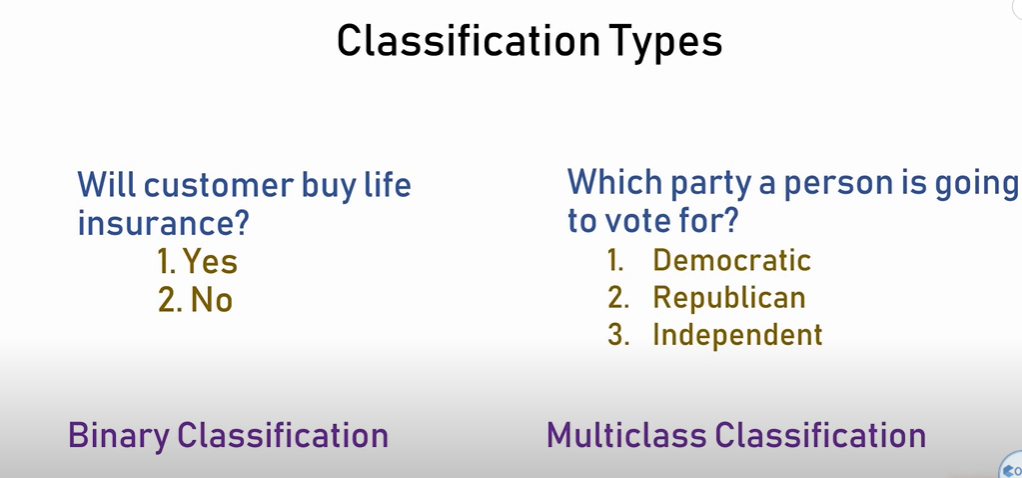 Classification Types
Will customer buy life
insurance?
1. Yes
2. No
Which party a person is going
to vote for?
1. Democratic
2. Republican
3. Independent
Binary Classification
Multiclass Classification